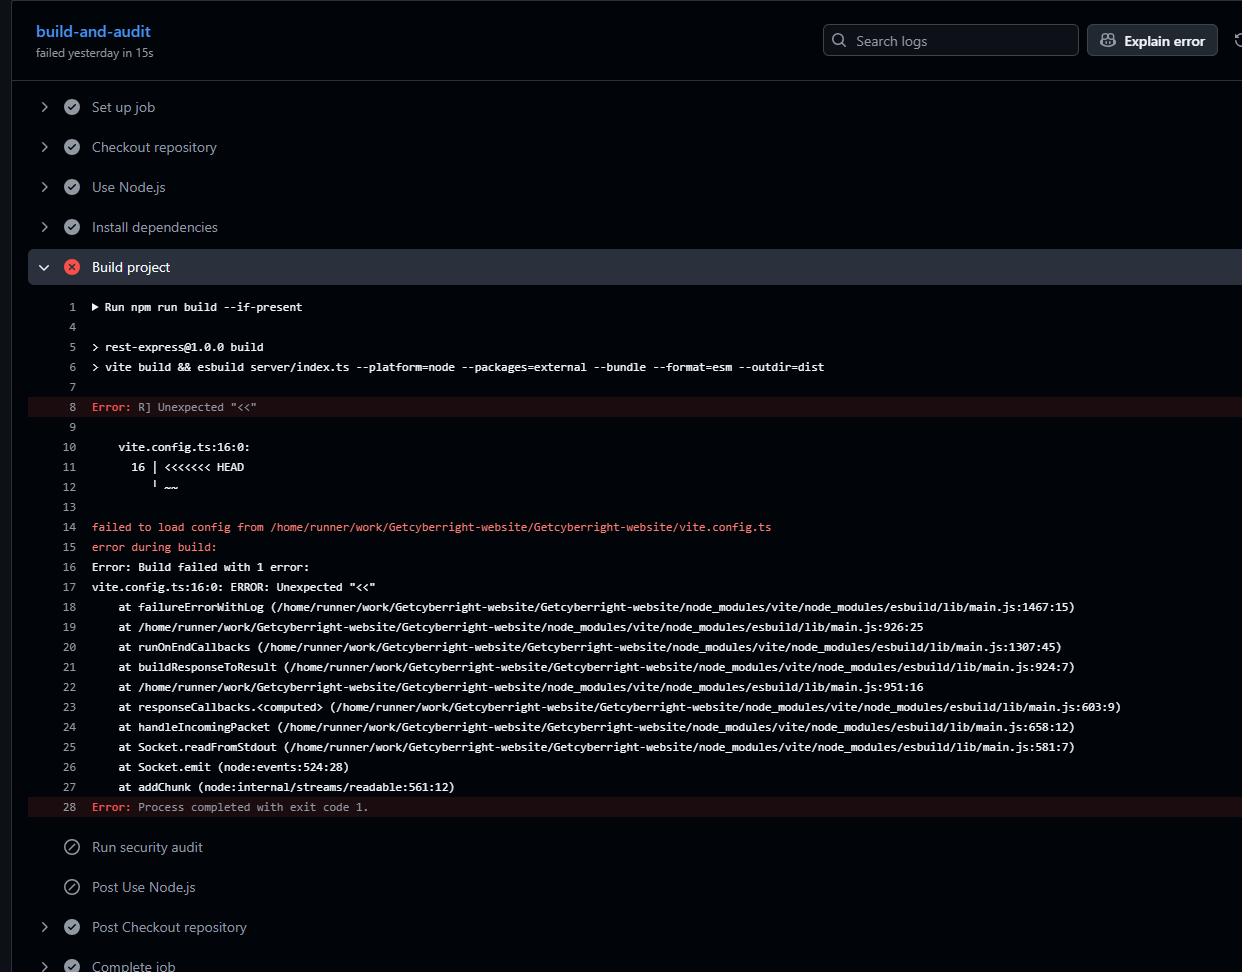 build-and-audit
failed yesterday in 15s
Search logs
Explain error
Set up job
Checkout repository
Use Node.js
Install dependencies
Build project
1 Run npm run build --if-present
4
5 > rest-express@1.0.0 build
6 > vite build && esbuild server/index.ts --platform=node --packages=external --bundle --format=esm --outdir=dist
7
8 Error: R] Unexpected "<<"
9
10 vite.config.ts:16:0:
11 16 │ <<<<<<< HEAD
12 ╵ ~~
13
14 failed to load config from /home/runner/work/Getcyberright-website/Getcyberright-website/vite.config.ts
15 error during build:
16 Error: Build failed with 1 error:
17 vite.config.ts:16:0: ERROR: Unexpected "<<"
18 at failureErrorWithLog (/home/runner/work/Getcyberright-website/Getcyberright-website/node_modules/vite/node_modules/esbuild/lib/main.js:1467:15)
19 at /home/runner/work/Getcyberright-website/Getcyberright-website/node_modules/vite/node_modules/esbuild/lib/main.js:926:25
20 at runOnEndCallbacks (/home/runner/work/Getcyberright-website/Getcyberright-website/node_modules/vite/node_modules/esbuild/lib/main.js:1307:45)
21 at buildResponseToResult (/home/runner/work/Getcyberright-website/Getcyberright-website/node_modules/vite/node_modules/esbuild/lib/main.js:924:7)
22 at /home/runner/work/Getcyberright-website/Getcyberright-website/node_modules/vite/node_modules/esbuild/lib/main.js:951:16
23 at responseCallbacks.<computed> (/home/runner/work/Getcyberright-website/Getcyberright-website/node_modules/vite/node_modules/esbuild/lib/main.js:603:9)
24 at handleIncomingPacket (/home/runner/work/Getcyberright-website/Getcyberright-website/node_modules/vite/node_modules/esbuild/lib/main.js:658:12)
25 at Socket.readFromStdout (/home/runner/work/Getcyberright-website/Getcyberright-website/node_modules/vite/node_modules/esbuild/lib/main.js:581:7)
26 at Socket.emit (node:events:524:28)
27 at addChunk (node:internal/streams/readable:561:12)
28 Error: Process completed with exit code 1.
Run security audit
Post Use Node.js
Post Checkout repository
Complete job